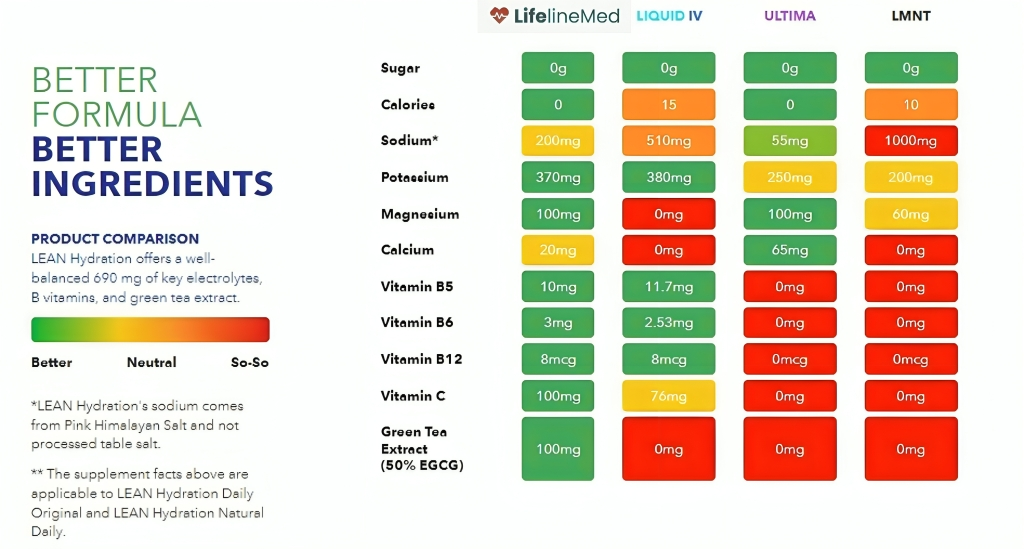 LifelineMed LIQUID IV ULTIMA LMNT
BETTER
FORMULA
BETTER
INGREDIENTS
PRODUCT COMPARISON
LEAN Hydration offers a well-
balanced 690 mg of key electrolytes,
B vitamins, and green tea extract.
Better Neutral So-So
*LEAN Hydration's sodium comes
from Pink Himalayan Salt and not
processed table salt.
** The supplement facts above are
applicable to LEAN Hydration Daily
Original and LEAN Hydration Natural
Daily.
Sugar 0g 0g 0g 0g
Calories 0 15 0 10
Sodium* 200mg 510mg 55mg 1000mg
Potassium 370mg 380mg 250mg 200mg
Magnesium 100mg 0mg 100mg 60mg
Calcium 20mg 0mg 65mg 0mg
Vitamin B5 10mg 11.7mg 0mg 0mg
Vitamin B6 3mg 2.53mg 0mg 0mg
Vitamin B12 8mcg 8mcg 0mcg 0mcg
Vitamin C 100mg 76mg 0mg 0mg
Green Tea
Extract 100mg 0mg 0mg 0mg
(50% EGCG)